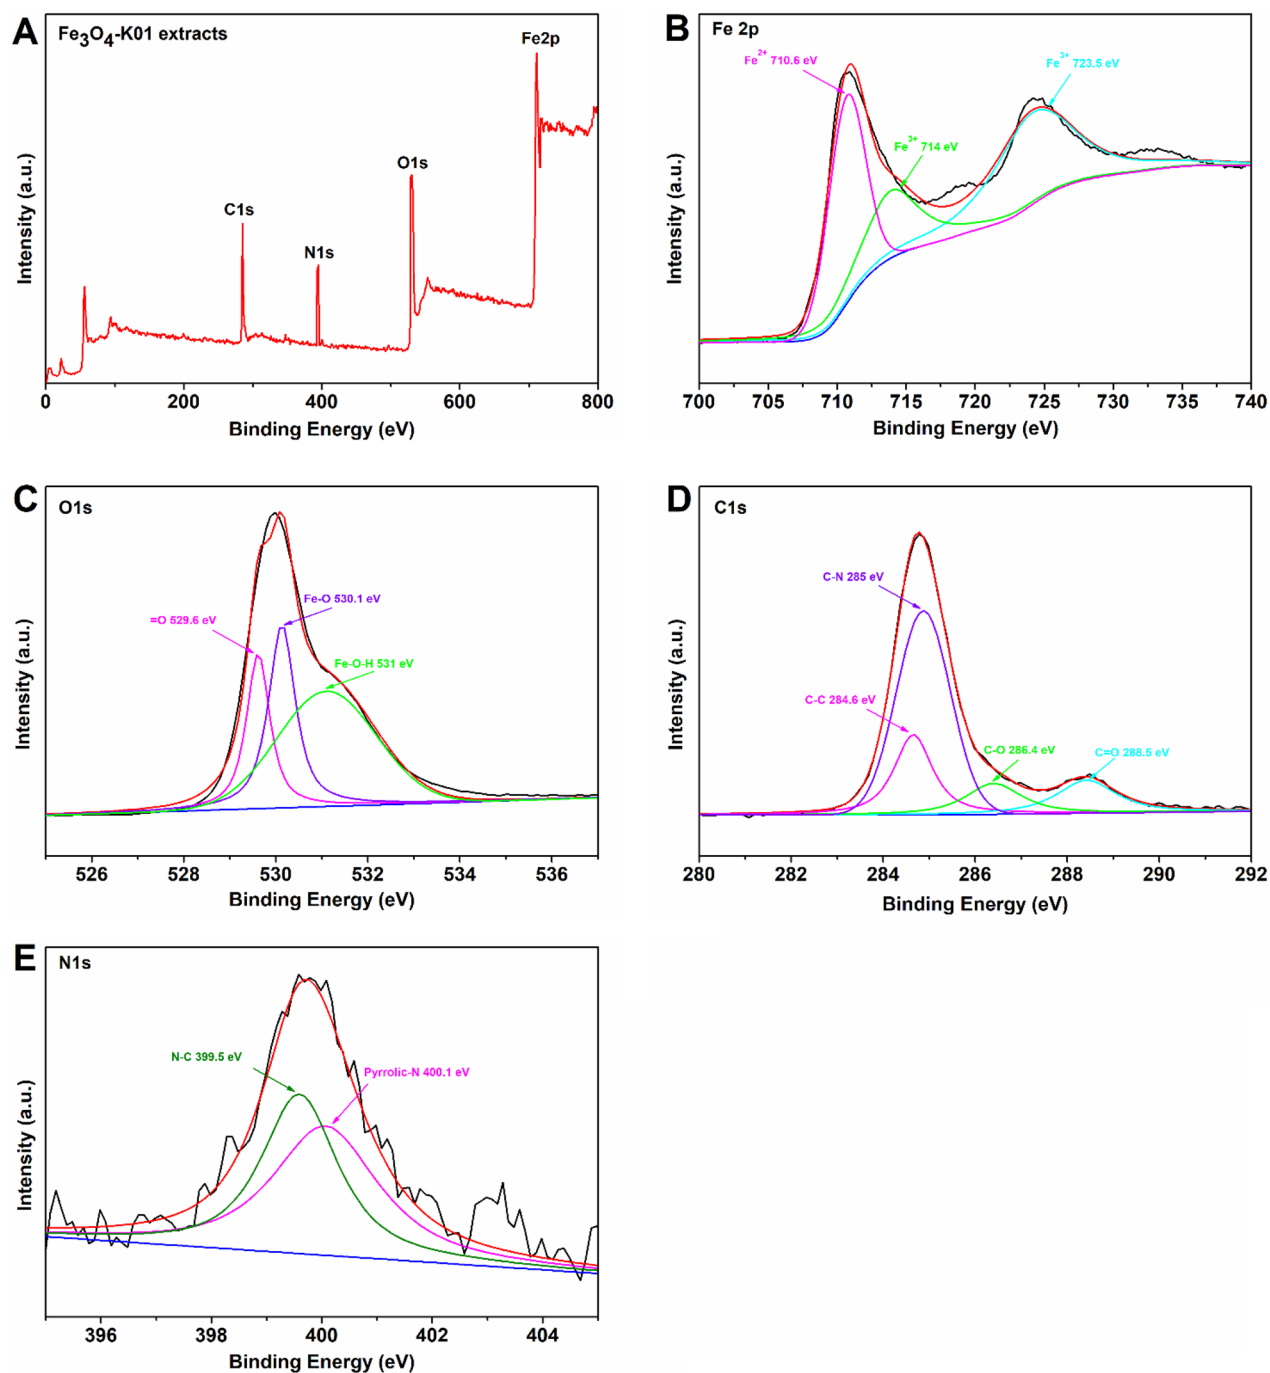 A
Fe3O4-K01 extracts
Fe2p
O1s
C1s
N1s
Intensity (a.u.)
0 200 400 600 800
Binding Energy (eV)
B
Fe 2p
Fe2+ 710.6 eV
Fe3+ 723.5 eV
Fe3+ 714 eV
Intensity (a.u.)
700 705 710 715 720 725 730 735 740
Binding Energy (eV)
C
O1s
=O 529.6 eV
Fe-O 530.1 eV
Fe-O-H 531 eV
Intensity (a.u.)
526 528 530 532 534 536
Binding Energy (eV)
D
C1s
C-N 285 eV
C-C 284.6 eV
C-O 286.4 eV
C=O 288.5 eV
Intensity (a.u.)
280 282 284 286 288 290 292
Binding Energy (eV)
E
N1s
N-C 399.5 eV
Pyrrolic-N 400.1 eV
Intensity (a.u.)
396 398 400 402 404
Binding Energy (eV)